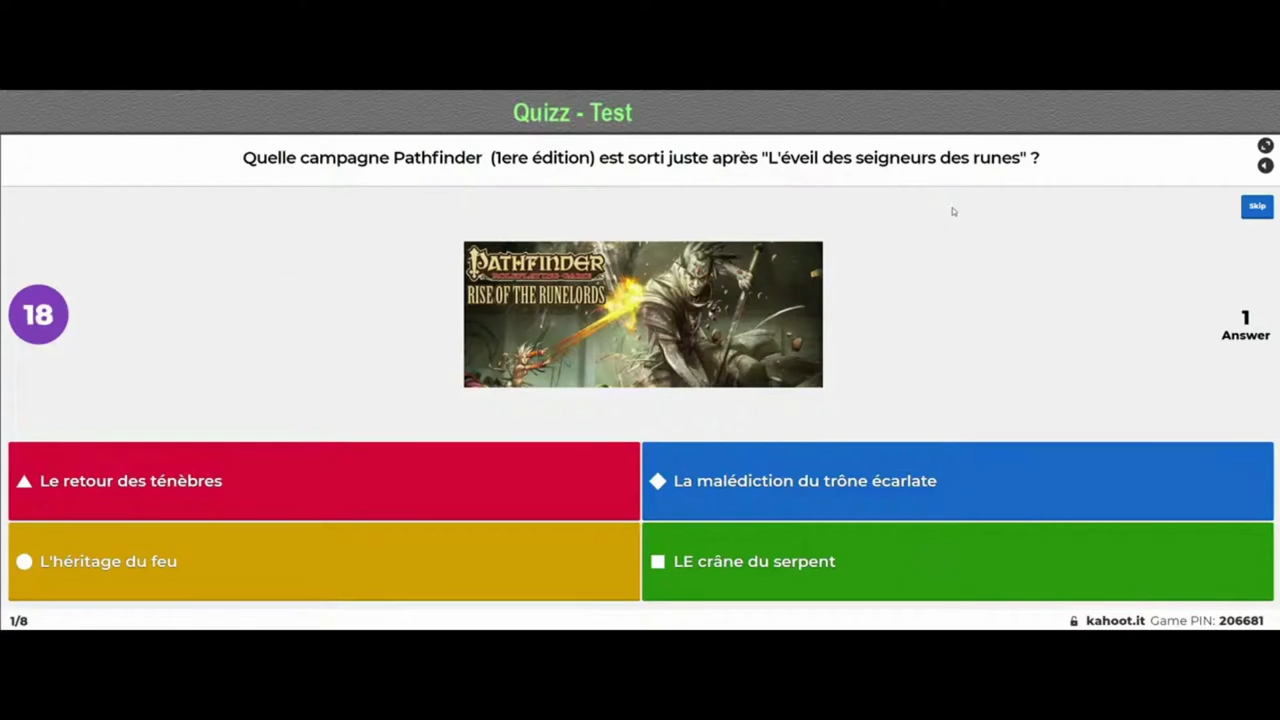 Quizz - Test
Quelle campagne Pathfinder (1ere édition) est sorti juste après "L'éveil des seigneurs des runes" ?
Skip
PATHFINDER
ROLEPLAYING GAME
RISE OF THE RUNELORDS
18
1
Answer
Le retour des ténèbres
La malédiction du trône écarlate
L'héritage du feu
LE crâne du serpent
1/8
kahoot.it Game PIN: 206681